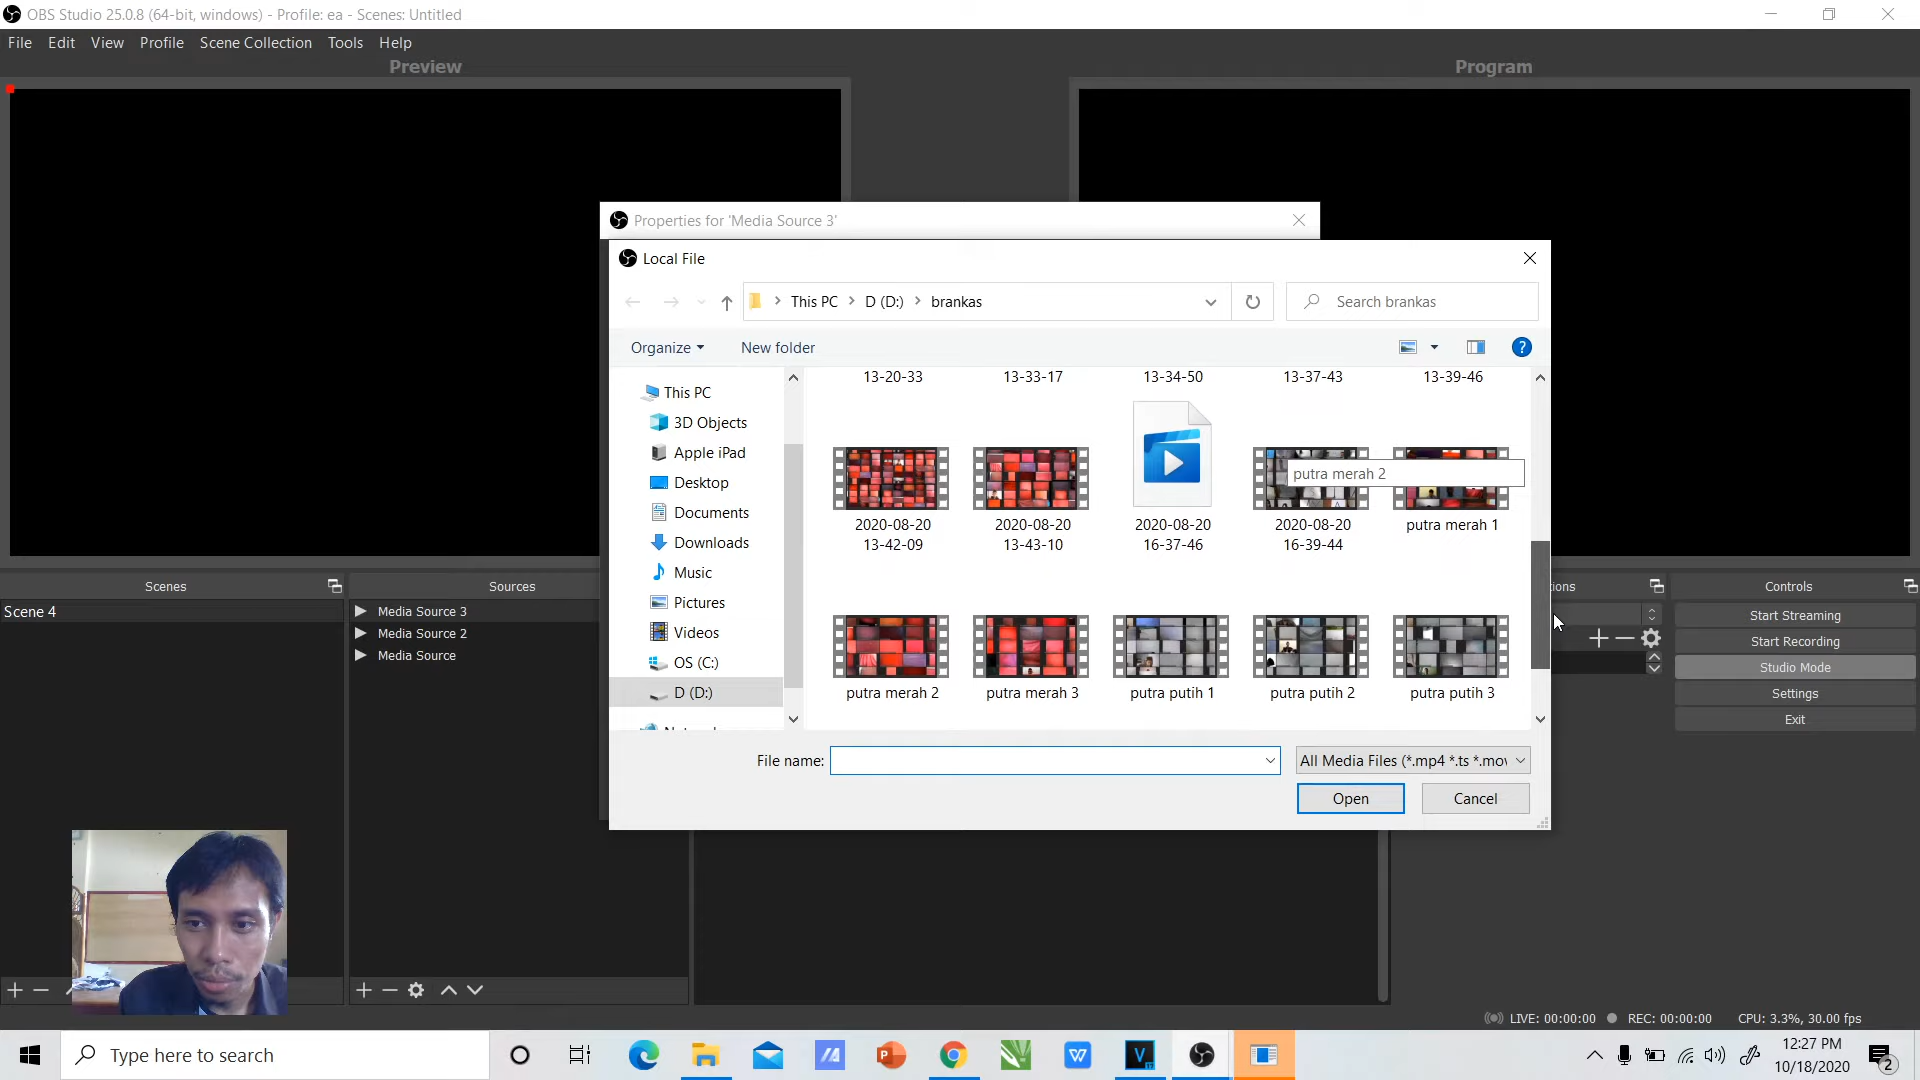 OBS Studio 25.0.8 (64-bit, windows) - Profile: ea - Scenes: Untitled
File Edit View Profile Scene Collection Tools Help
Preview
Program
Properties for 'Media Source 3'
Local File
This PC
D (D:)
brankas
Search brankas
Organize
New folder
This PC
3D Objects
Apple iPad
Desktop
Documents
Downloads
Music
Pictures
Videos
OS (C:)
D (D:)
13-20-33
13-33-17
13-34-50
13-37-43
13-39-46
2020-08-20
13-42-09
2020-08-20
13-43-10
2020-08-20
16-37-46
2020-08-20
16-39-44
putra merah 2
putra merah 1
putra merah 2
putra merah 3
putra putih 1
putra putih 2
putra putih 3
File name:
All Media Files (*.mp4 *.ts *.mov
Open
Cancel
Scenes
Scene 4
Sources
Media Source 3
Media Source 2
Media Source
Controls
Start Streaming
Start Recording
Studio Mode
Settings
Exit
LIVE: 00:00:00
REC: 00:00:00
CPU: 3.3%, 30.00 fps
Type here to search
12:27 PM
10/18/2020
2